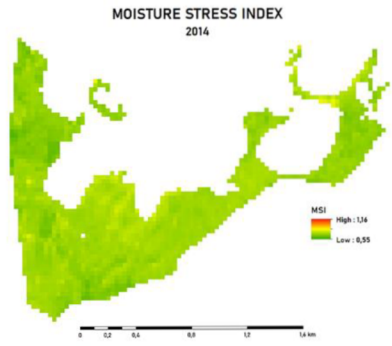 MOISTURE STRESS INDEX
2014
MSI
High : 1,16
Low : 0,55
0 0,2 0,4 0,8 1,2 1,6 km